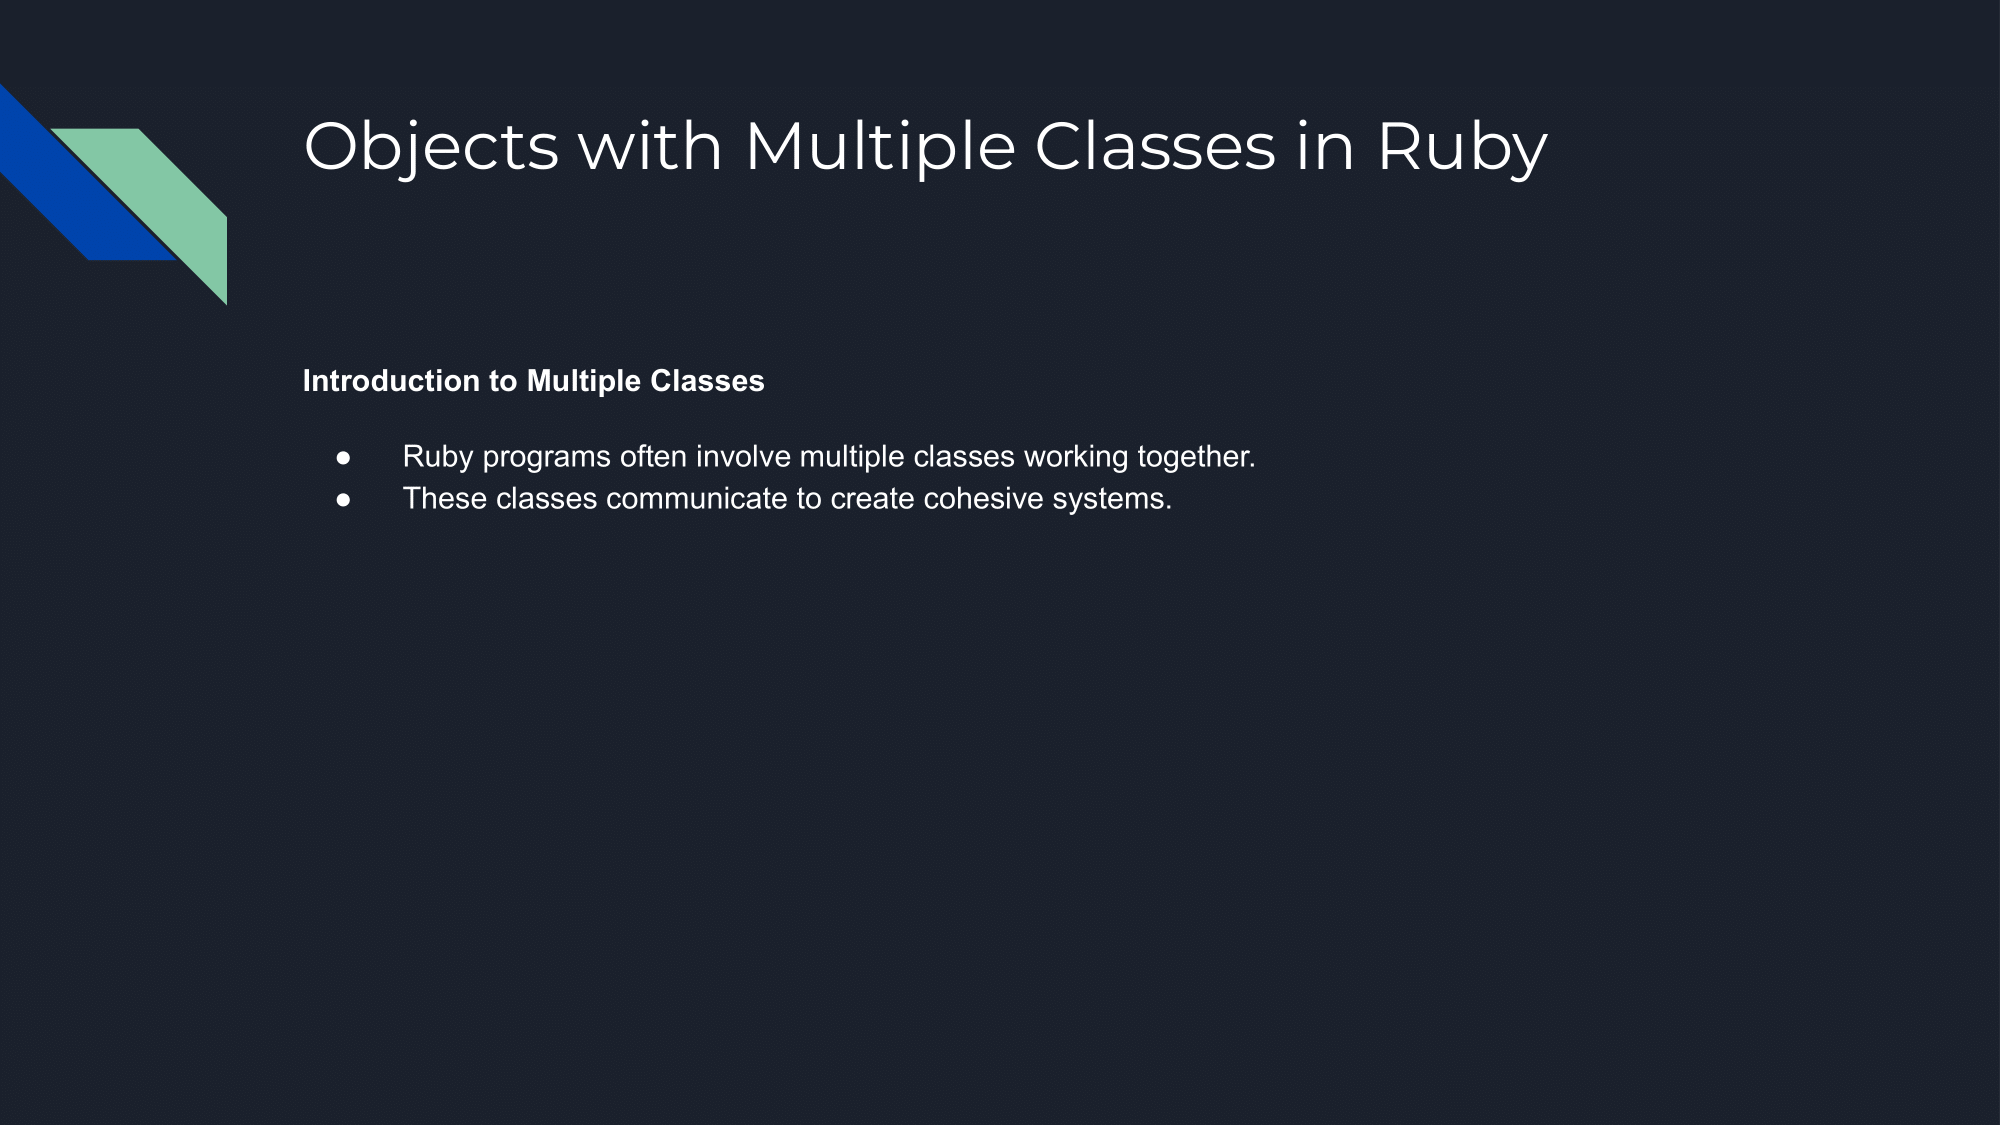 Objects with Multiple Classes in Ruby
Introduction to Multiple Classes
● Ruby programs often involve multiple classes working together.
● These classes communicate to create cohesive systems.